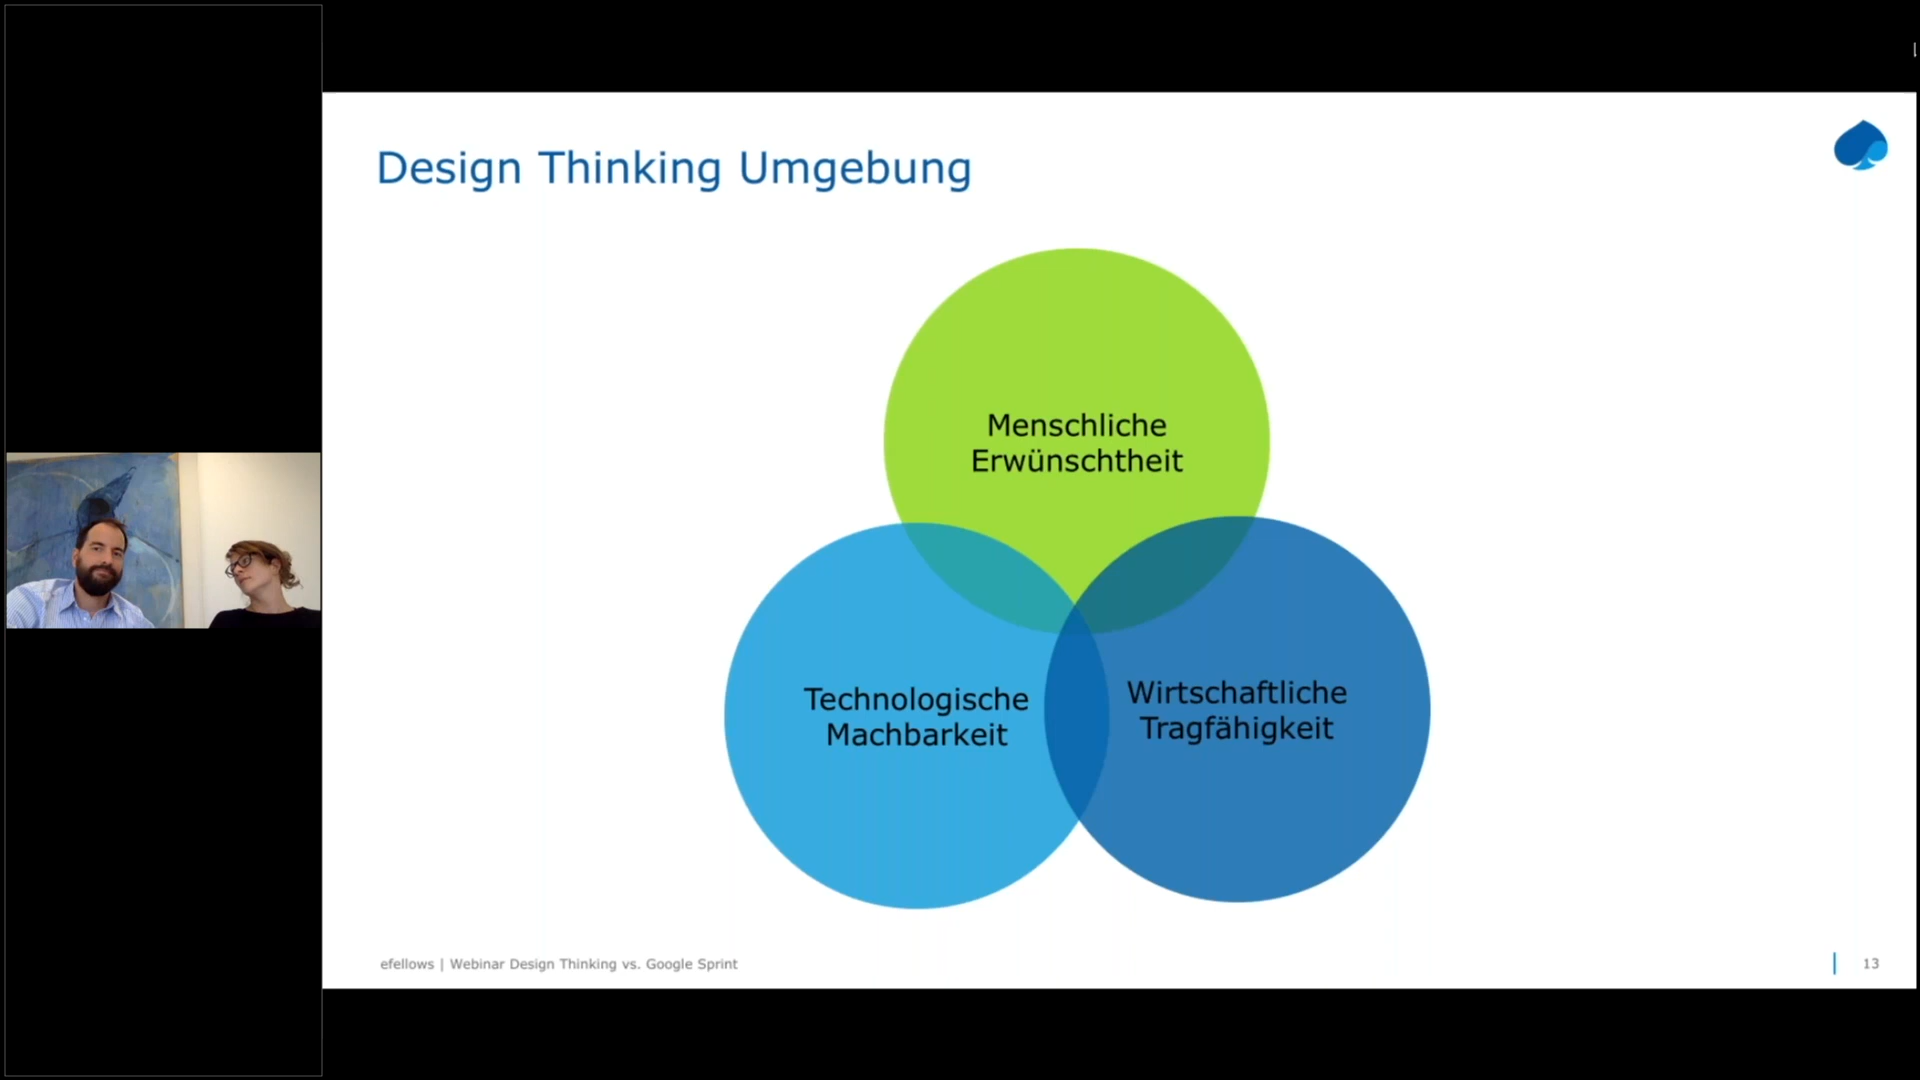 Design Thinking Umgebung
Menschliche
Erwünschtheit
Technologische
Machbarkeit
Wirtschaftliche
Tragfähigkeit
efellows | Webinar Design Thinking vs. Google Sprint
13